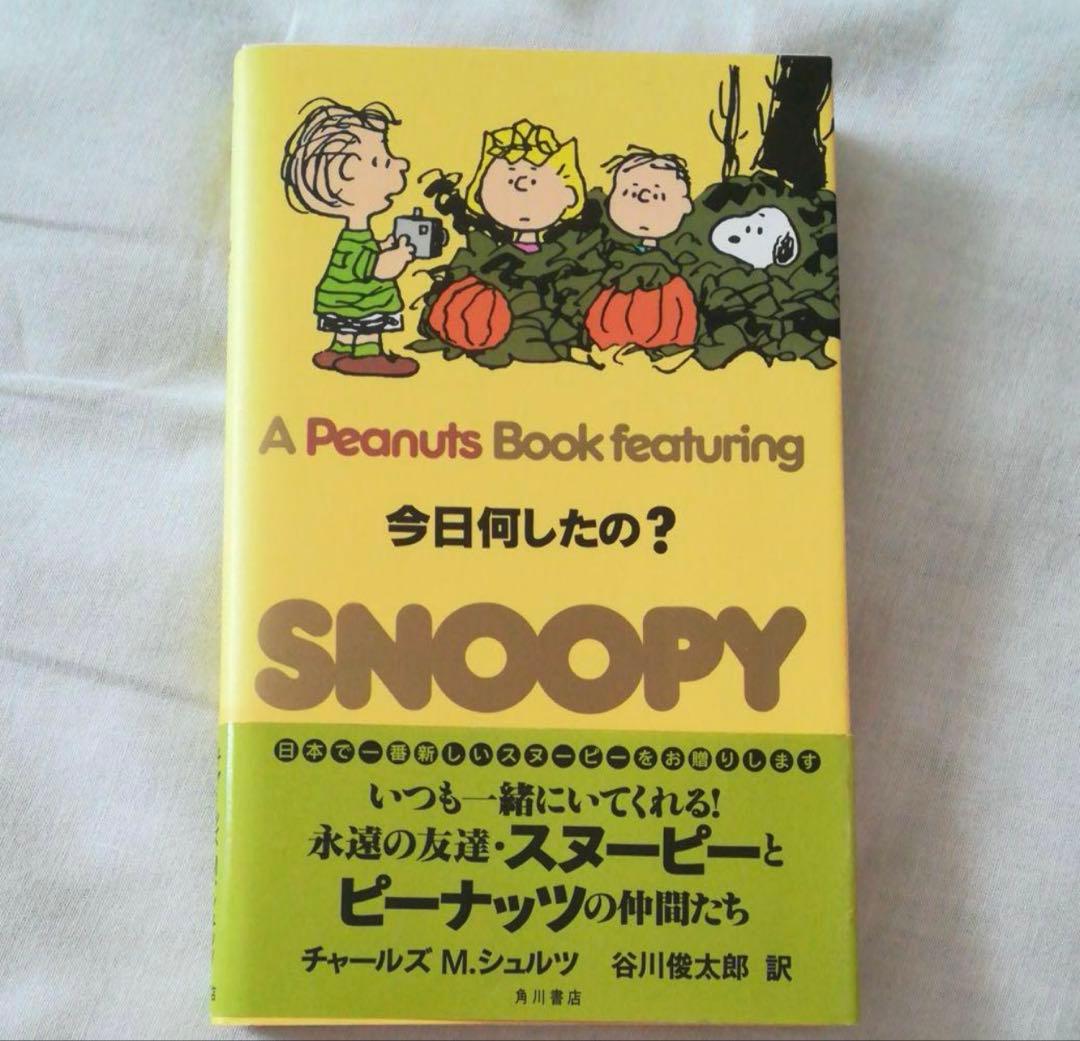 A Peanuts Book featuring
今日何したの?
SNOOPY
日本で一番新しいスヌーピーをお贈りします
いつも一緒にいてくれる!
永遠の友達・スヌーピーと
ピーナッツの仲間たち
チャールズ M.シュルツ 谷川俊太郎 訳
角川書店